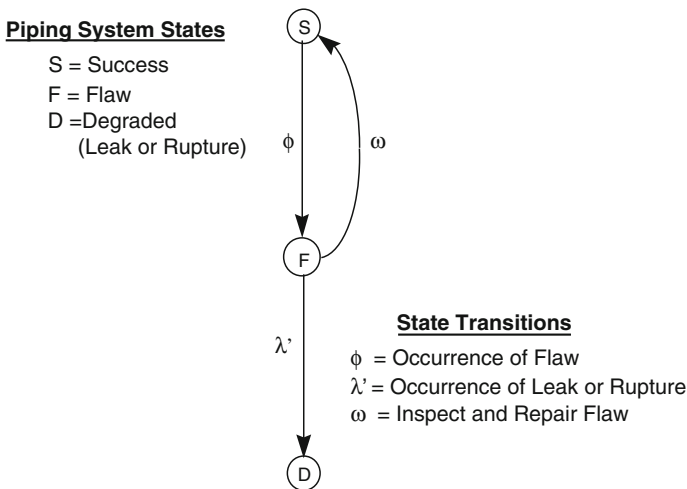 Piping System States
S = Success
F = Flaw
D =Degraded
(Leak or Rupture)
S
ϕ
ω
F
λ’
State Transitions
ϕ = Occurrence of Flaw
λ’ = Occurrence of Leak or Rupture
ω = Inspect and Repair Flaw
D